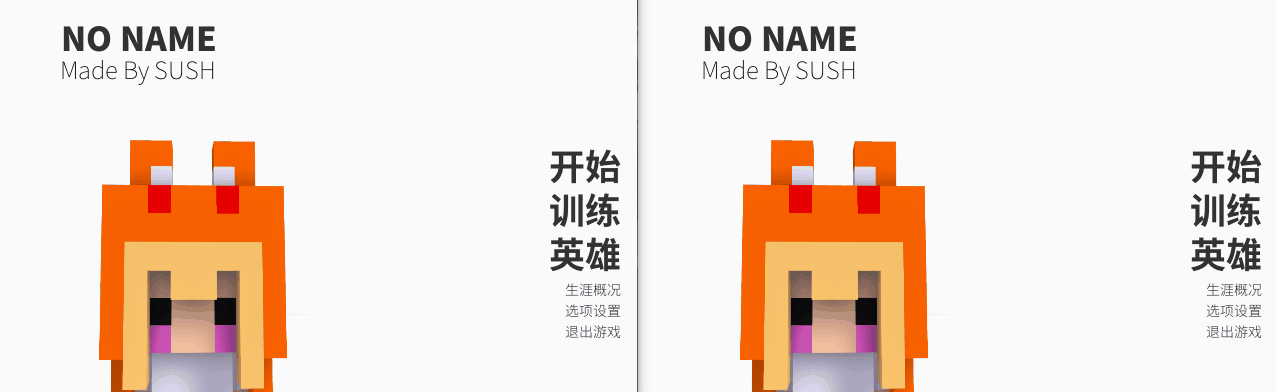 NO NAME
Made By SUSH
开始
训练
英雄
生涯概况
选项设置
退出游戏
NO NAME
Made By SUSH
开始
训练
英雄
生涯概况
选项设置
退出游戏